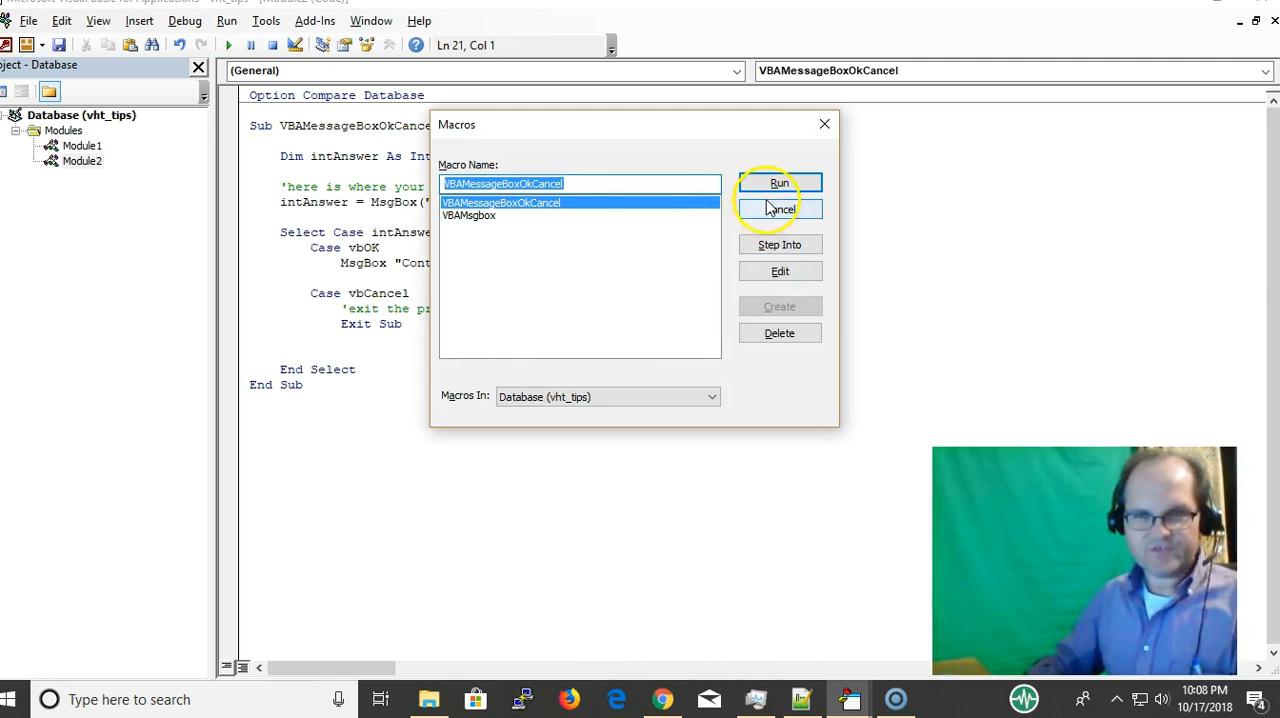 Microsoft Visual Basic for Applications - vht_tips - [Module2 (Code)]
File Edit View Insert Debug Run Tools Add-Ins Window Help
Ln 21, Col 1
oject - Database
(General)
VBAMessageBoxOkCancel
Database (vht_tips)
Modules
Module1
Module2
Option Compare Database
Sub VBAMessageBoxOkCance
Dim intAnswer As Int
'here is where your
intAnswer = MsgBox("
Select Case intAnswe
Case vbOK
MsgBox "Cont
Case vbCancel
'exit the pr
Exit Sub
End Select
End Sub
Macros
Macro Name:
VBAMessageBoxOkCancel
VBAMessageBoxOkCancel
VBAMsgbox
Run
Cancel
Step Into
Edit
Create
Delete
Macros In:
Database (vht_tips)
Type here to search
10:08 PM
10/17/2018
4